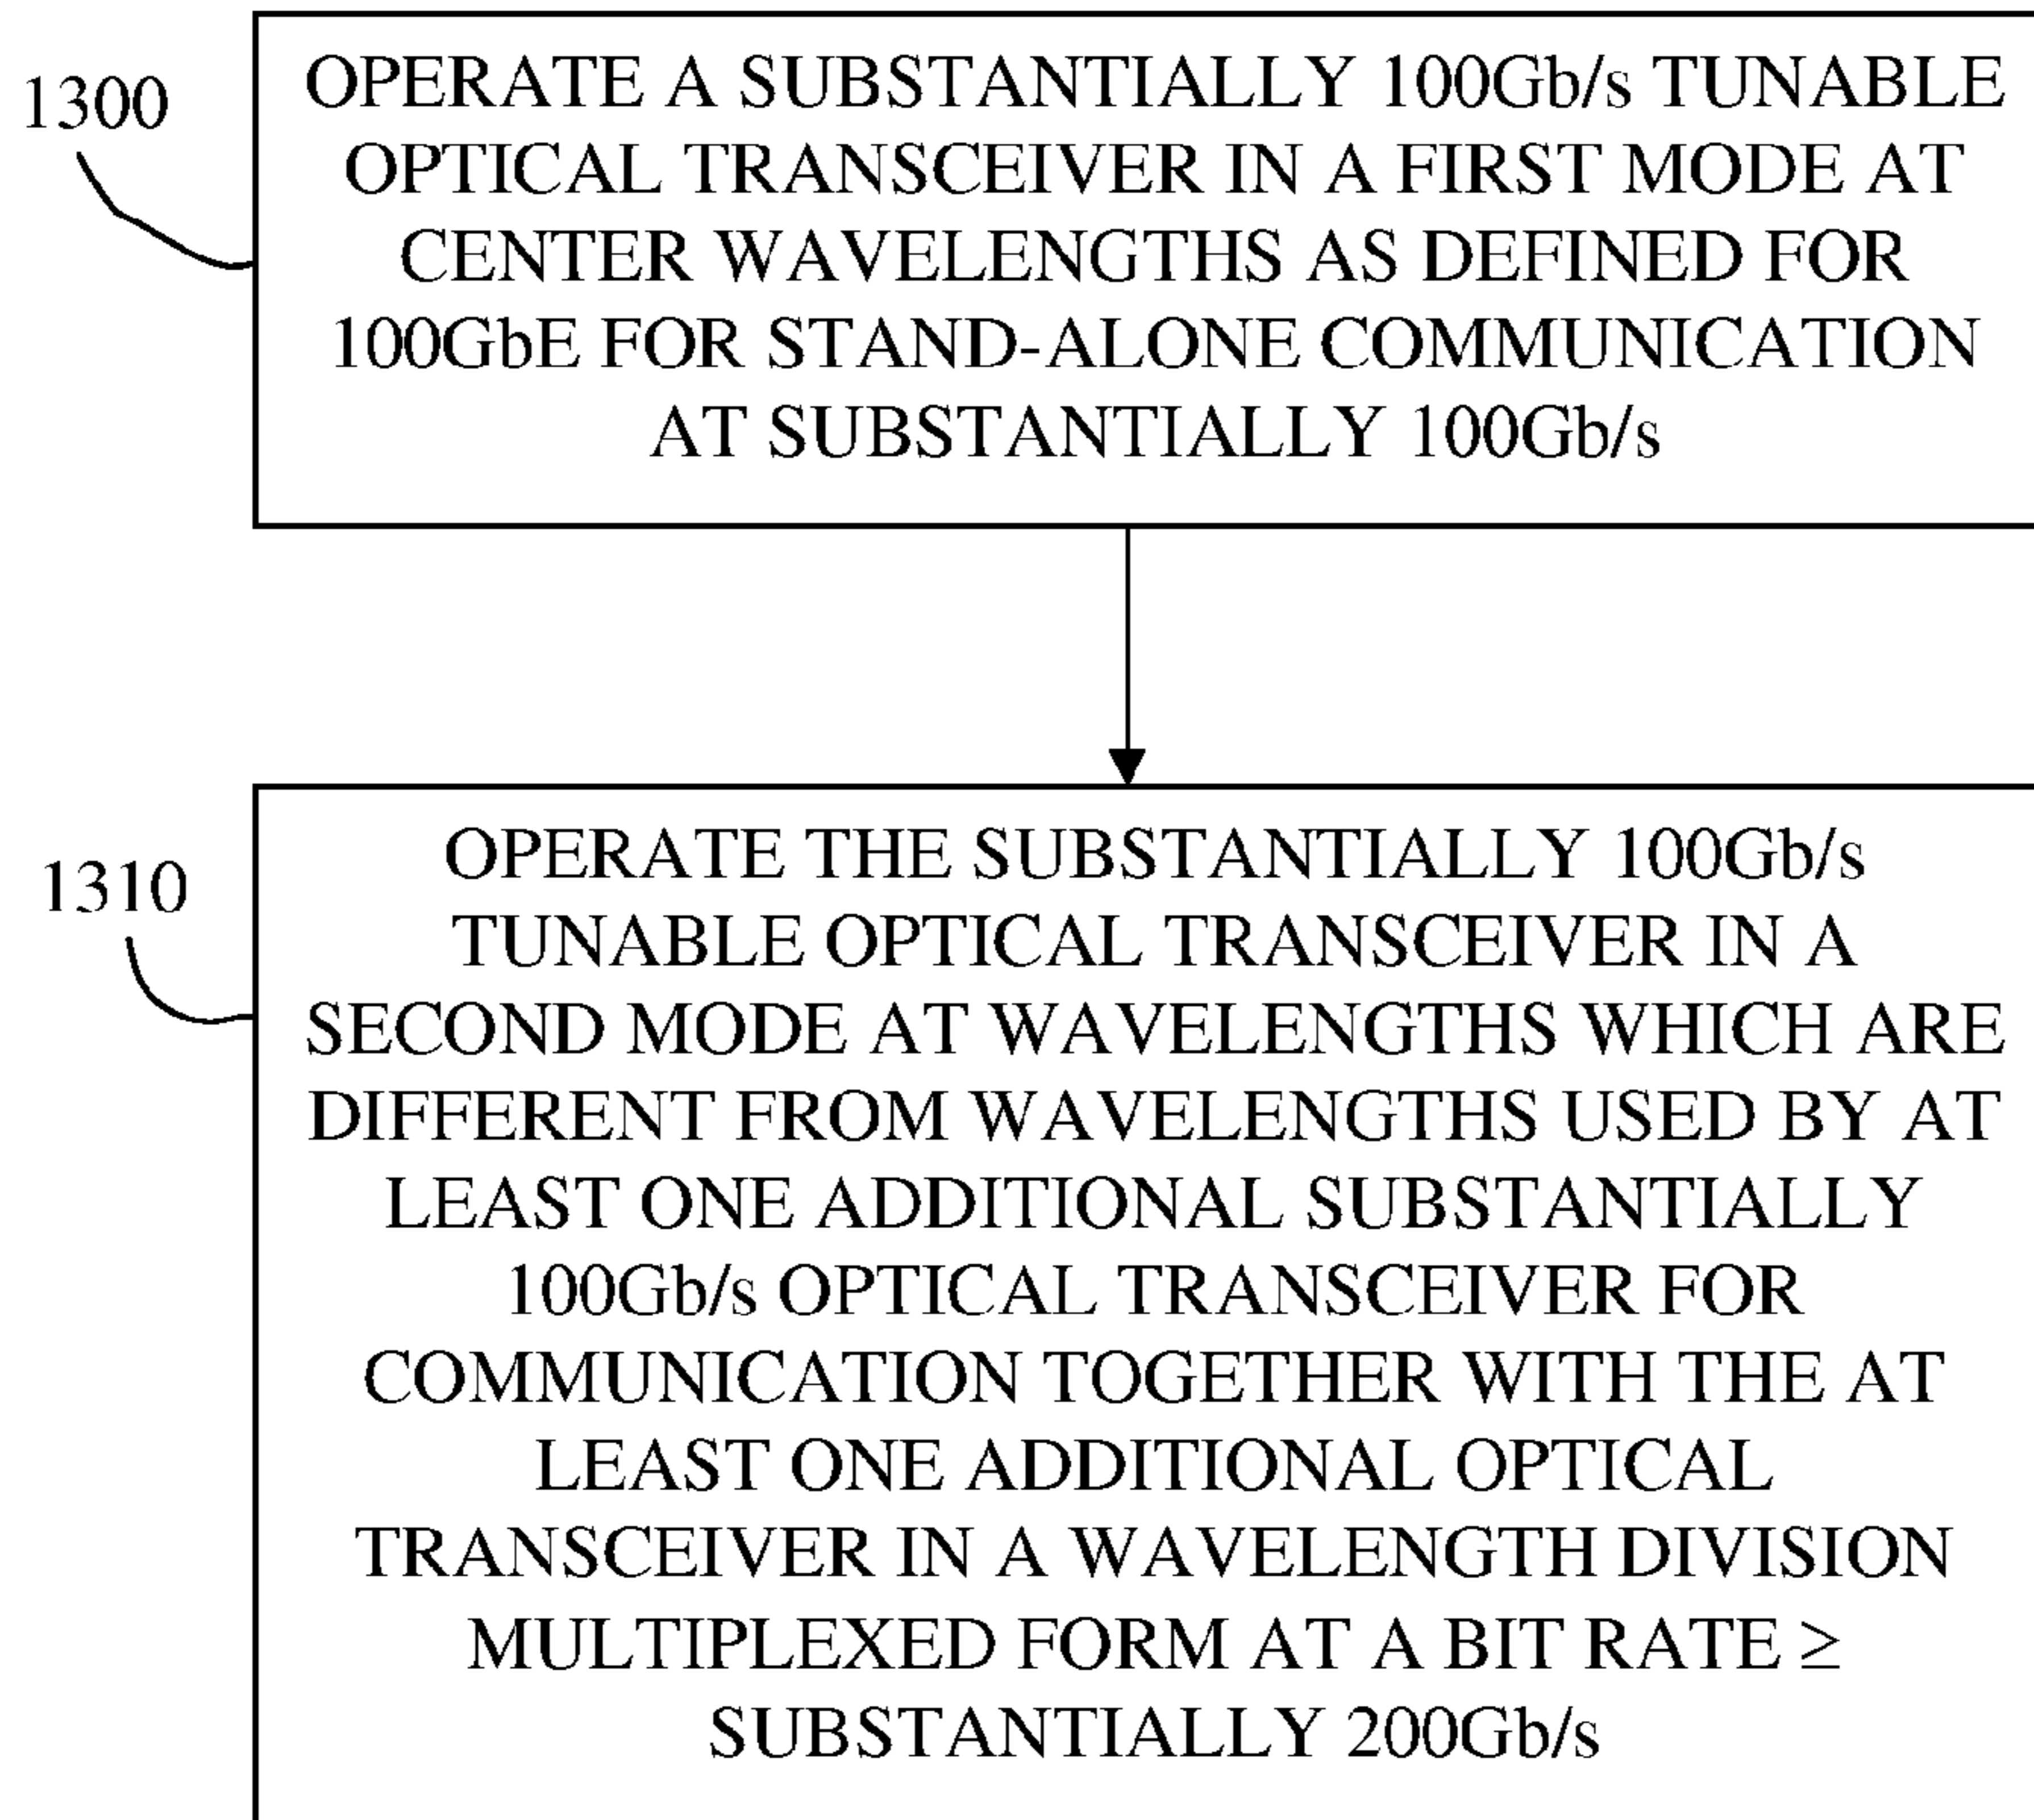 1300
OPERATE A SUBSTANTIALLY 100Gb/s TUNABLE
OPTICAL TRANSCEIVER IN A FIRST MODE AT
CENTER WAVELENGTHS AS DEFINED FOR
100GbE FOR STAND-ALONE COMMUNICATION
AT SUBSTANTIALLY 100Gb/s
1310
OPERATE THE SUBSTANTIALLY 100Gb/s
TUNABLE OPTICAL TRANSCEIVER IN A
SECOND MODE AT WAVELENGTHS WHICH ARE
DIFFERENT FROM WAVELENGTHS USED BY AT
LEAST ONE ADDITIONAL SUBSTANTIALLY
100Gb/s OPTICAL TRANSCEIVER FOR
COMMUNICATION TOGETHER WITH THE AT
LEAST ONE ADDITIONAL OPTICAL
TRANSCEIVER IN A WAVELENGTH DIVISION
MULTIPLEXED FORM AT A BIT RATE ≥
SUBSTANTIALLY 200Gb/s